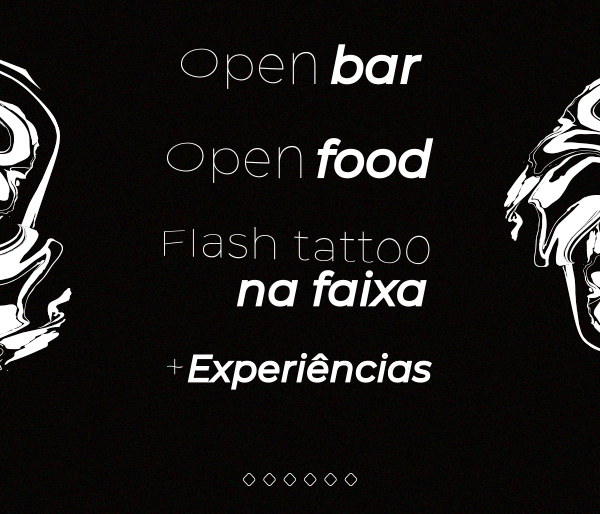 Open bar
Open food
Flash tattoo
na faixa
+Experiências